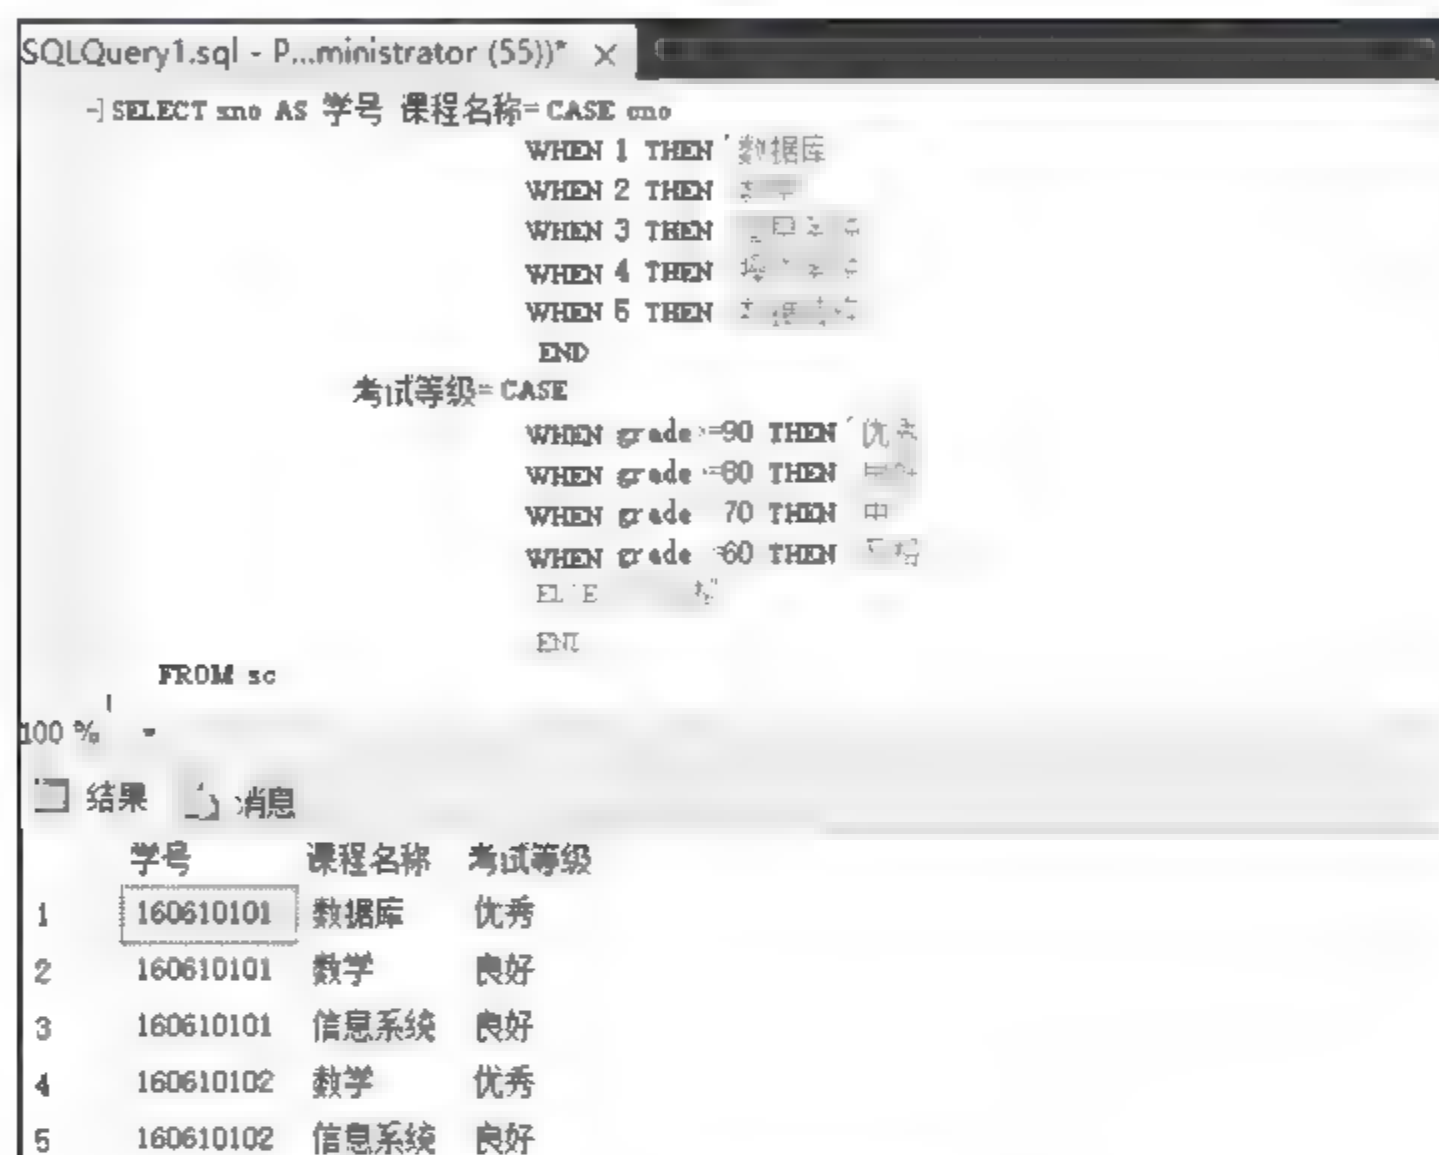 SQLQuery1.sql - P...ministrator (55))* ×
SELECT sno AS 学号 课程名称= CASE cno
WHEN 1 THEN '数据库
WHEN 2 THEN
WHEN 3 THEN
WHEN 4 THEN
WHEN 5 THEN
END
考试等级= CASE
WHEN grade >=90 THEN '优秀
WHEN grade >=80 THEN
WHEN grade 70 THEN 中
WHEN grade =60 THEN
END
FROM sc
100 %
结果 消息
学号 课程名称 考试等级
1 160610101 数据库 优秀
2 160610101 数学 良好
3 160610101 信息系统 良好
4 160610102 数学 优秀
5 160610102 信息系统 良好